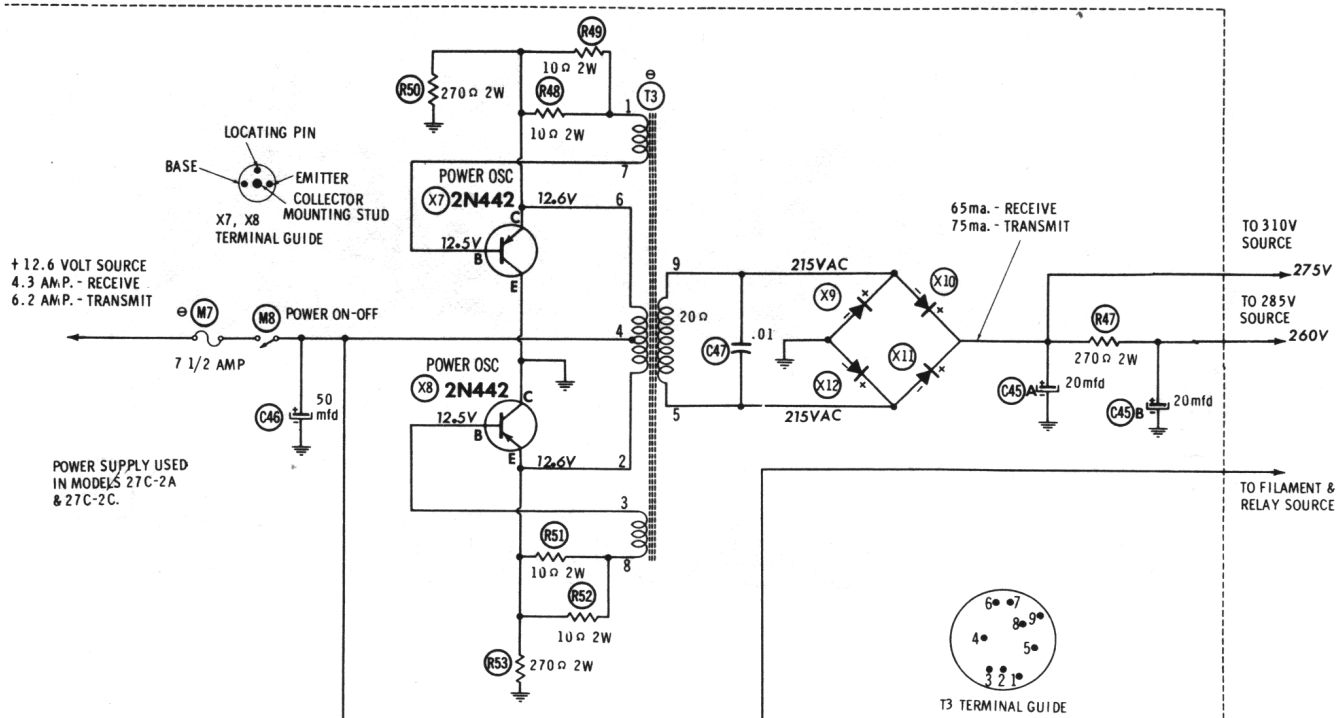 R49
10Ω 2W
R50
270Ω 2W
R48
10Ω 2W
⊖
T3
1
7
LOCATING PIN
BASE
EMITTER
COLLECTOR
MOUNTING STUD
X7, X8
TERMINAL GUIDE
POWER OSC
X7 2N442
12.6V
6
C
12.5V
B
E
+ 12.6 VOLT SOURCE
4.3 AMP. - RECEIVE
6.2 AMP. - TRANSMIT
⊖ M7
M8
POWER ON-OFF
7 1/2 AMP
4
C46
+
-
50
mfd
POWER OSC
X8 2N442
C
12.5V
B
E
12.6V
2
POWER SUPPLY USED
IN MODELS 27C-2A
& 27C-2C.
3
R51
10Ω 2W
8
R52
10Ω 2W
R53
270Ω 2W
9
20Ω
5
215VAC
C47
.01
215VAC
X9
- +
X10
- +
X11
- +
X12
- +
65ma. - RECEIVE
75ma. - TRANSMIT
TO 310V
SOURCE
275V
TO 285V
SOURCE
260V
R47
270Ω 2W
C45 A
+
-
20mfd
C45 B
+
-
20mfd
TO FILAMENT &
RELAY SOURCE
6
7
9
8
4
5
3 2 1
T3 TERMINAL GUIDE